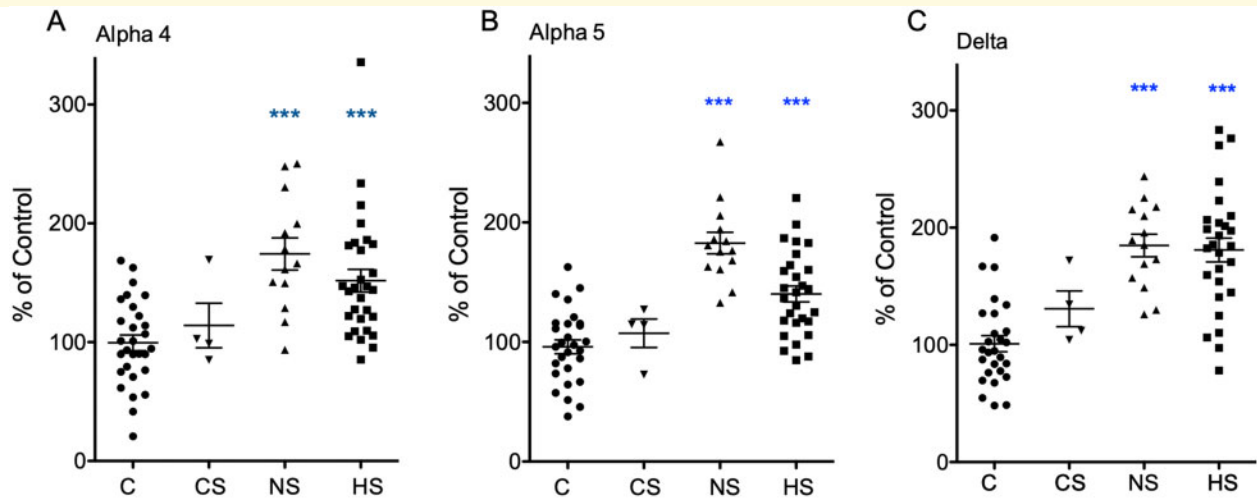 A
Alpha 4
% of Control
300
200
100
0
***
***
C CS NS HS
B
Alpha 5
% of Control
300
200
100
0
***
***
C CS NS HS
C
Delta
% of Control
300
200
100
0
***
***
C CS NS HS